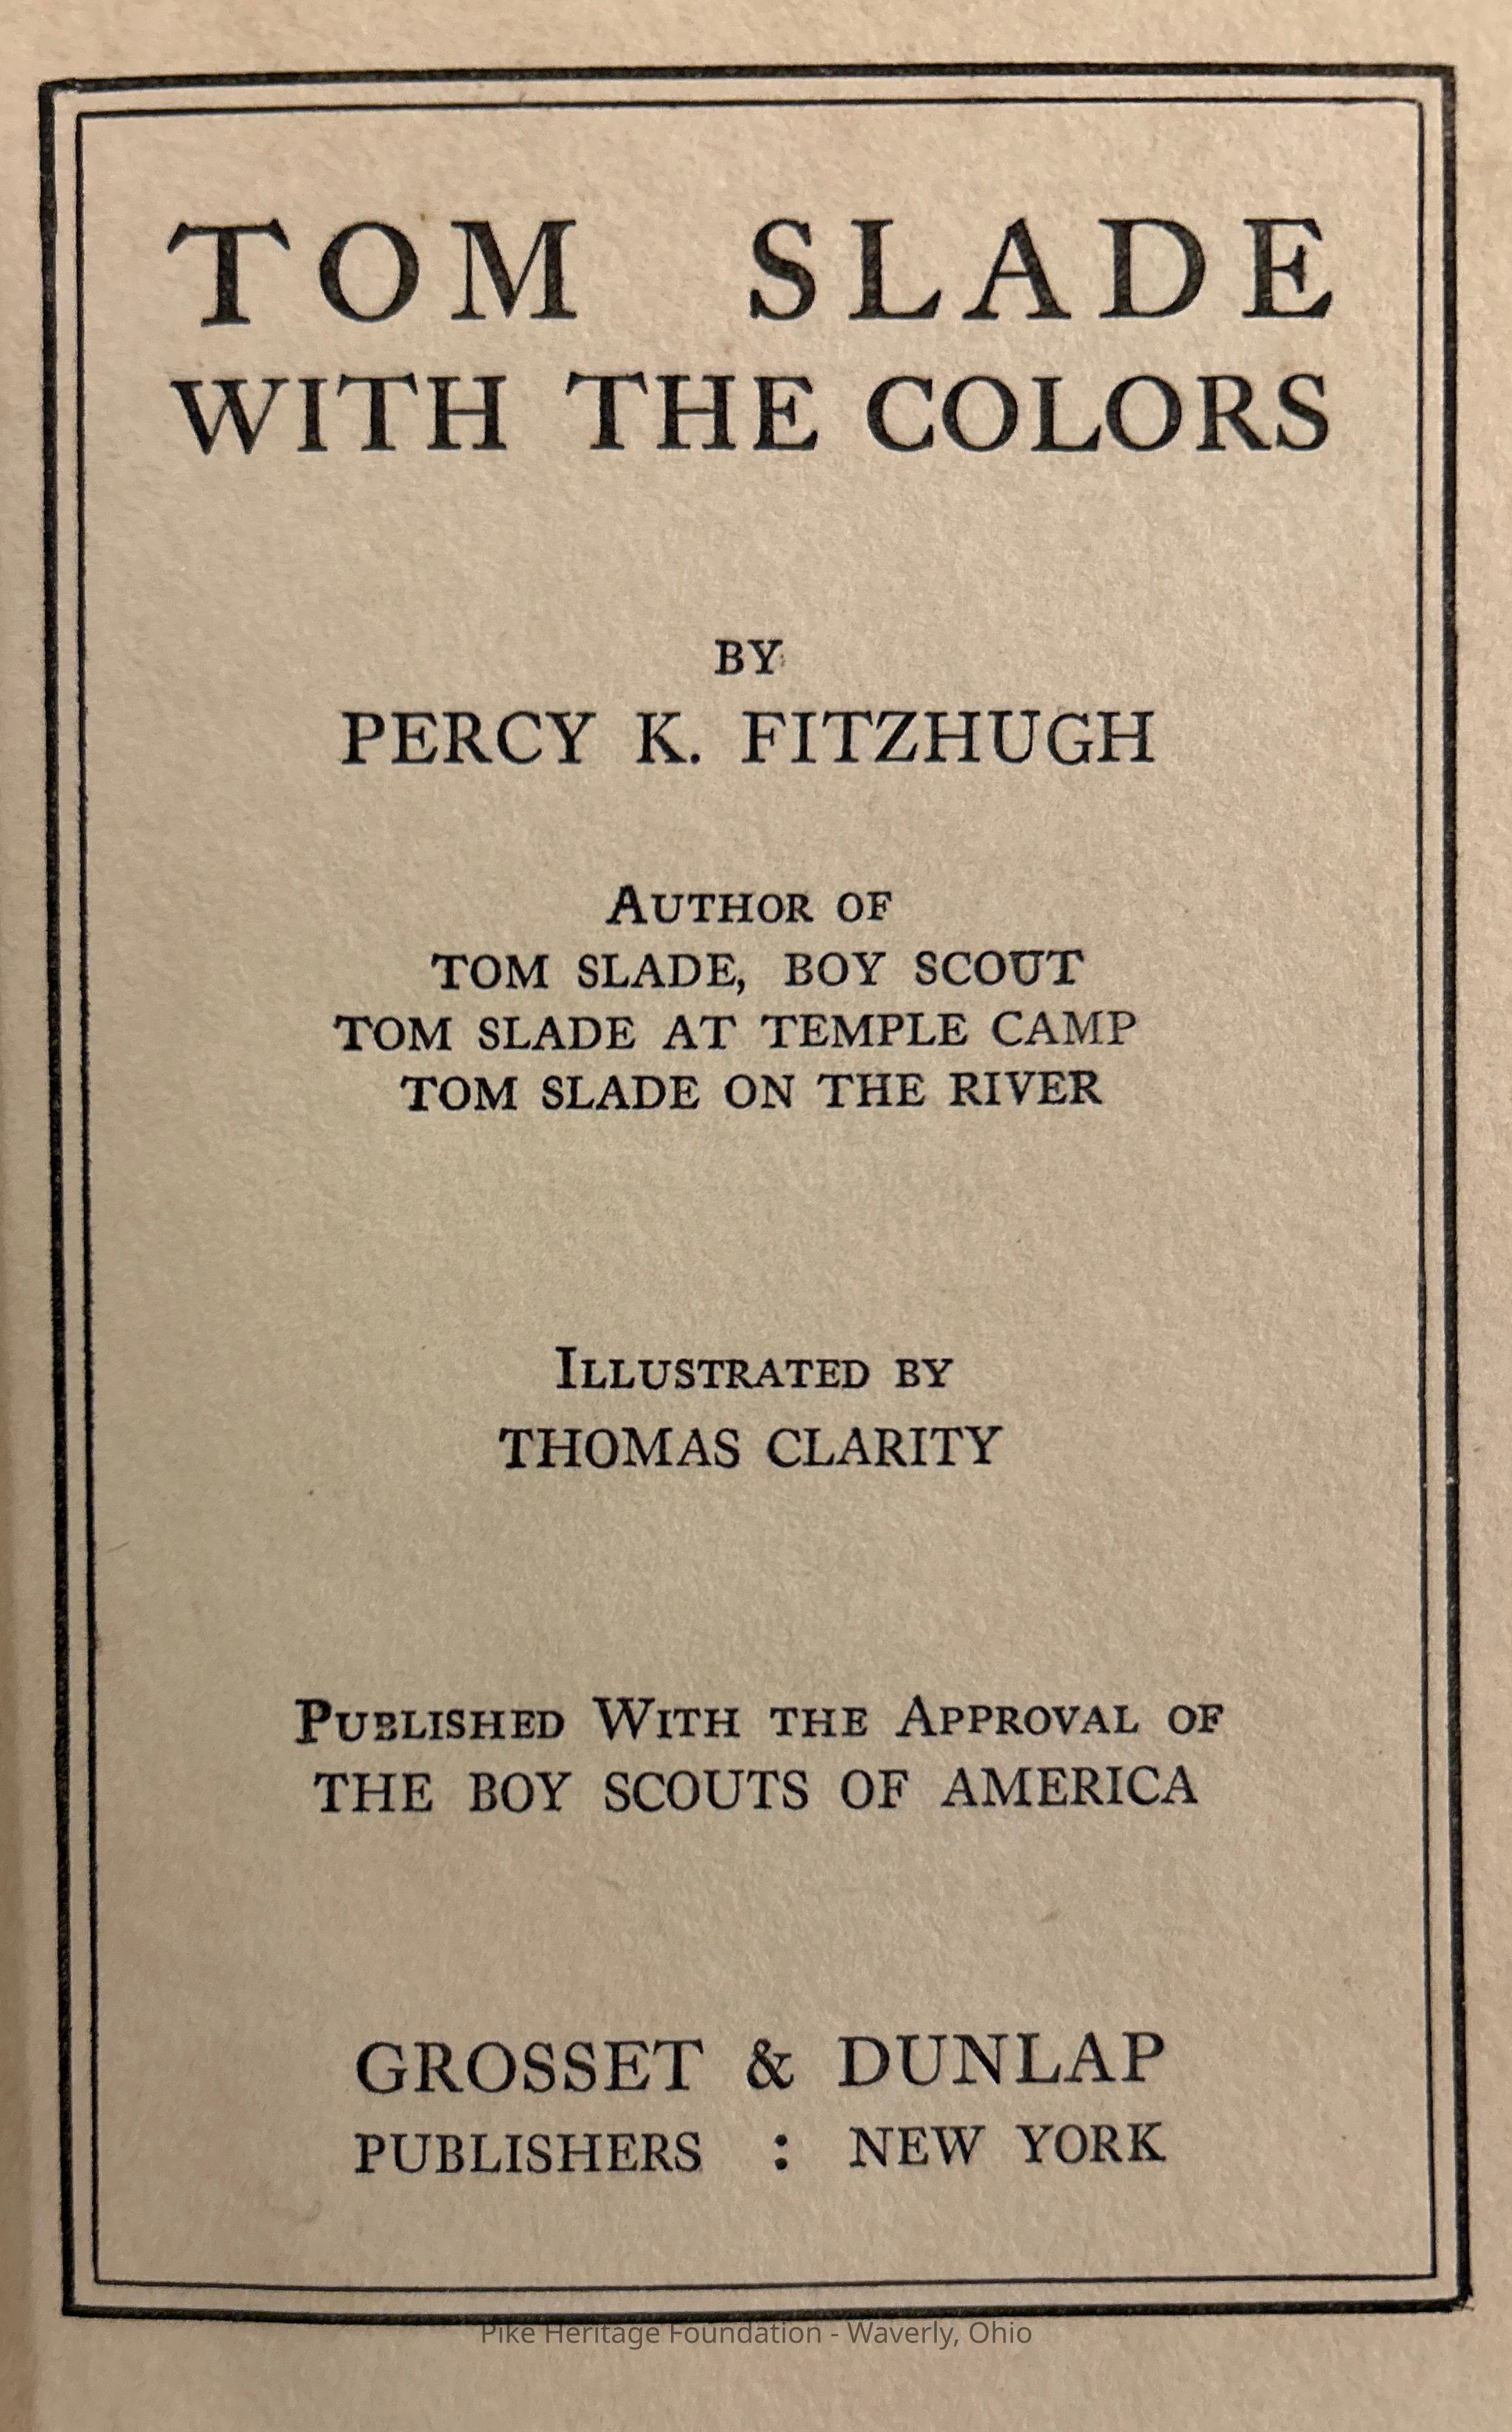 TOM SLADE
WITH THE COLORS
BY
PERCY K. FITZHUGH
AUTHOR OF
TOM SLADE, BOY SCOUT
TOM SLADE AT TEMPLE CAMP
TOM SLADE ON THE RIVER
ILLUSTRATED BY
THOMAS CLARITY
PUBLISHED WITH THE APPROVAL OF
THE BOY SCOUTS OF AMERICA
GROSSET & DUNLAP
PUBLISHERS : NEW YORK
Pike Heritage Foundation - Waverly, Ohio